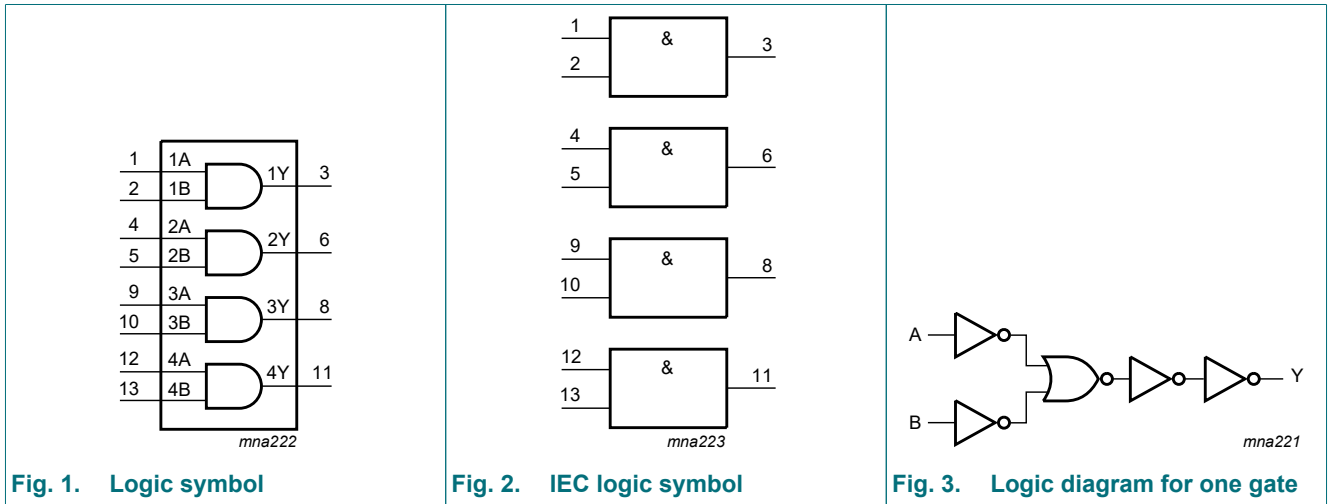 1 1A 1Y 3
2 1B
4 2A 2Y 6
5 2B
9 3A 3Y 8
10 3B
12 4A 4Y 11
13 4B
mna222
Fig. 1. Logic symbol
1 & 3
2
4 & 6
5
9 & 8
10
12 & 11
13
mna223
Fig. 2. IEC logic symbol
A
Y
B
mna221
Fig. 3. Logic diagram for one gate